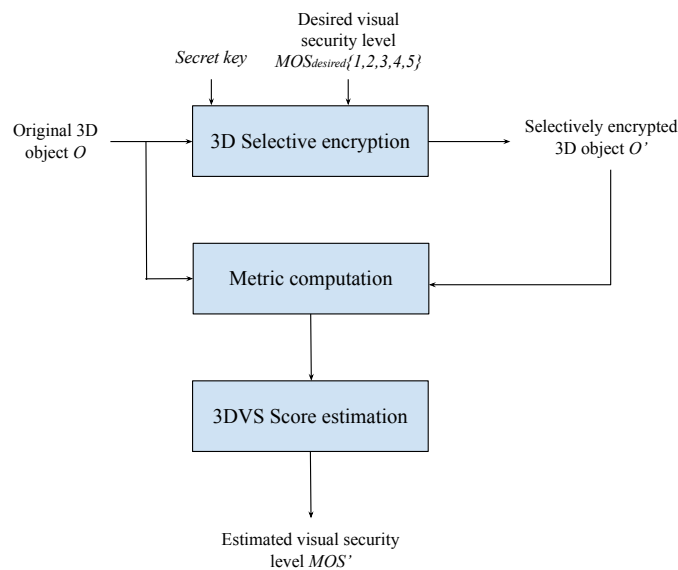 Desired visual
security level
MOSdesired{1,2,3,4,5}
Secret key
Original 3D
object O
3D Selective encryption
Selectively encrypted
3D object O’
Metric computation
3DVS Score estimation
Estimated visual security
level MOS’